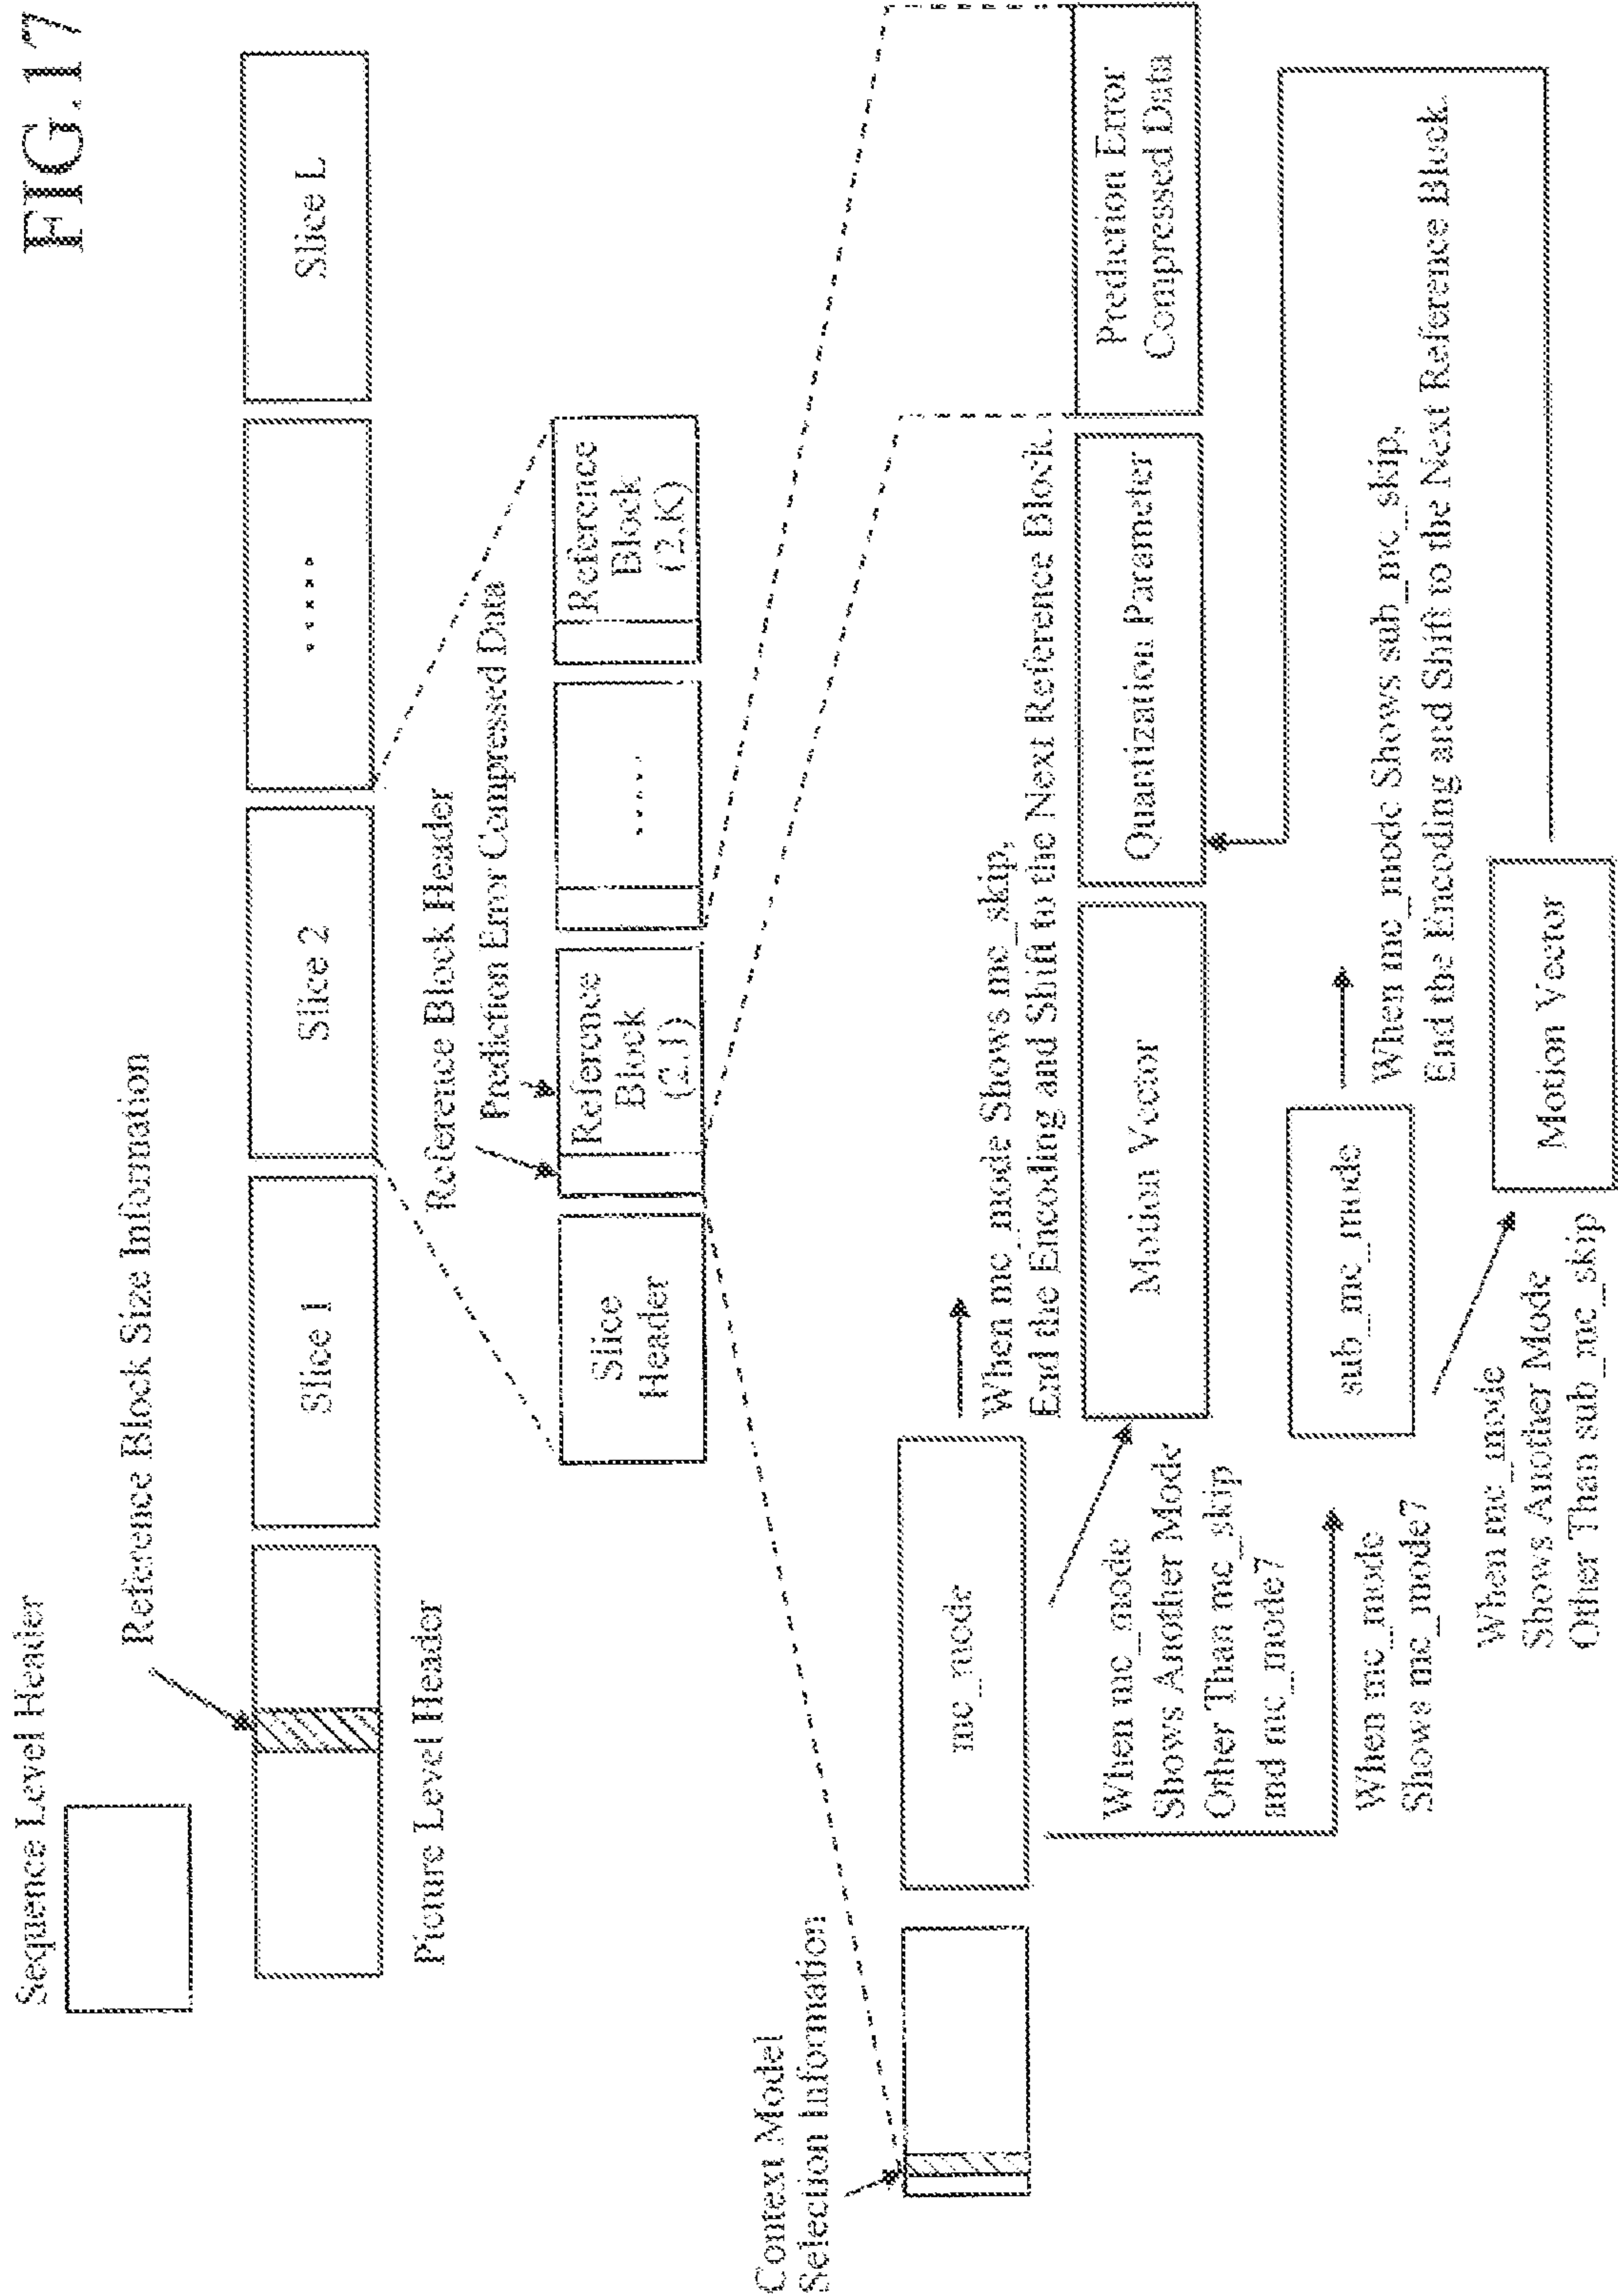 FIG.17
Sequence Level Header
Reference Block Size Information
Picture Level Header
Slice 1
Slice 2
.....
Slice L
Reference Block Header
Prediction Error Compressed Data
Slice
Header
Reference
Block
(2,1)
.....
Reference
Block
(2,K)
Context Model
Selection Information
mc_mode
When mc_mode Shows mc_skip,
End the Encoding and Shift to the Next Reference Block.
When mc_mode
Shows Another Mode
Other Than mc_skip
and mc_mode7
Motion Vector
Quantization Parameter
Prediction Error
Compressed Data
When mc_mode
Shows mc_mode7
sub_mc_mode
When mc_mode Shows sub_mc_skip,
End the Encoding and Shift to the Next Reference Block.
When mc_mode
Shows Another Mode
Other Than sub_mc_skip
Motion Vector